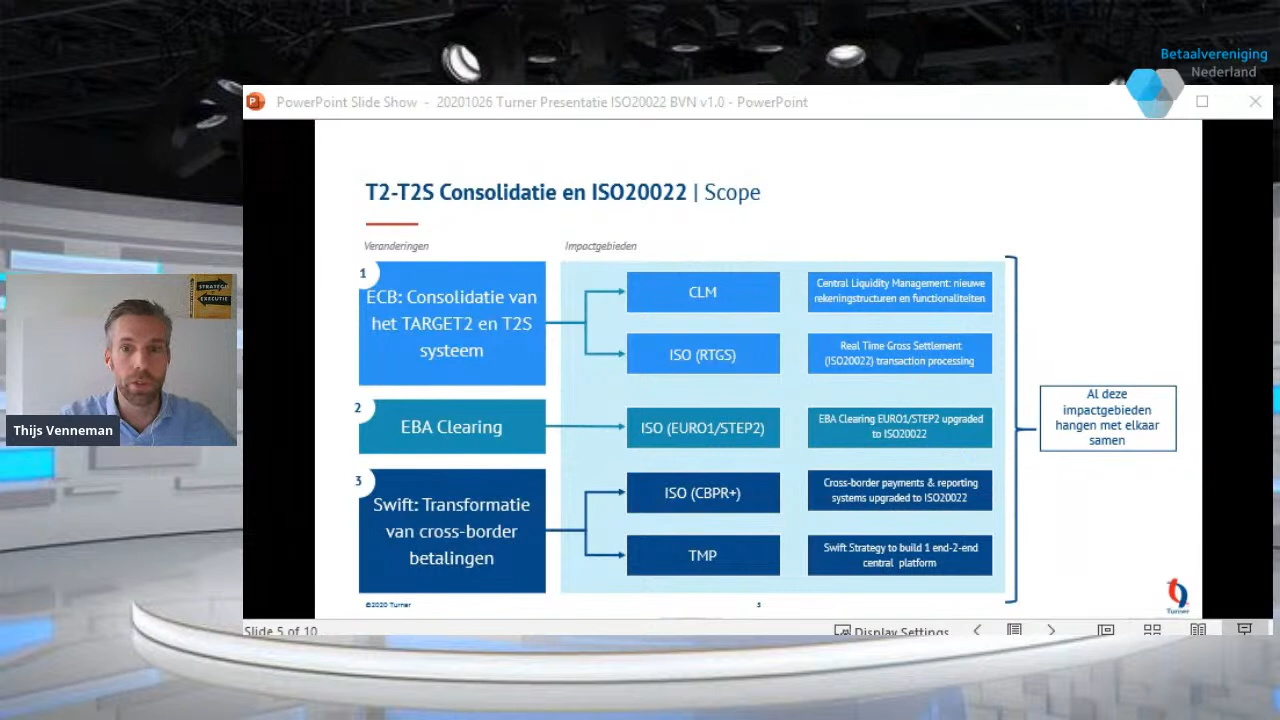 Betaalvereniging
Nederland
PowerPoint Slide Show - 20201026 Turner Presentatie ISO20022 BVN v1.0 - PowerPoint
T2-T2S Consolidatie en ISO20022 | Scope
Veranderingen
Impactgebieden
1
ECB: Consolidatie van
het TARGET2 en T2S
systeem
CLM
Central Liquidity Management: nieuwe
rekeningstructuren en functionaliteiten
ISO (RTGS)
Real Time Gross Settlement
(ISO20022) transaction processing
2
EBA Clearing
ISO (EURO1/STEP2)
EBA Clearing EURO1/STEP2 upgraded
to ISO20022
3
Swift: Transformatie
van cross-border
betalingen
ISO (CBPR+)
Cross-border payments & reporting
systems upgraded to ISO20022
TMP
Swift Strategy to build 1 end-2-end
central platform
Al deze
impactgebieden
hangen met elkaar
samen
©2020 Turner
Turner
Slide 5 of 10
Display Settings
STRATEGIE
EXECUTIE
Thijs Venneman